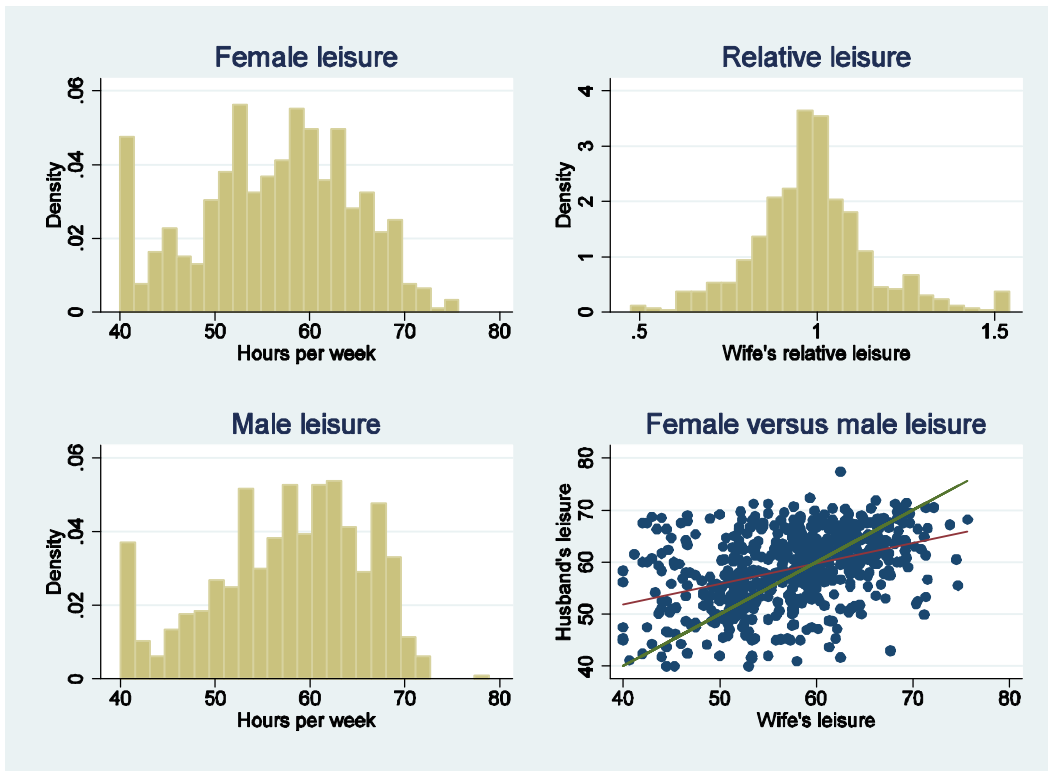 Female leisure
Density
0
.02
.04
.06
40 50 60 70 80
Hours per week
Relative leisure
Density
0
1
2
3
4
.5 1 1.5
Wife's relative leisure
Male leisure
Density
0
.02
.04
.06
40 50 60 70 80
Hours per week
Female versus male leisure
Husband's leisure
40
50
60
70
80
40 50 60 70 80
Wife's leisure